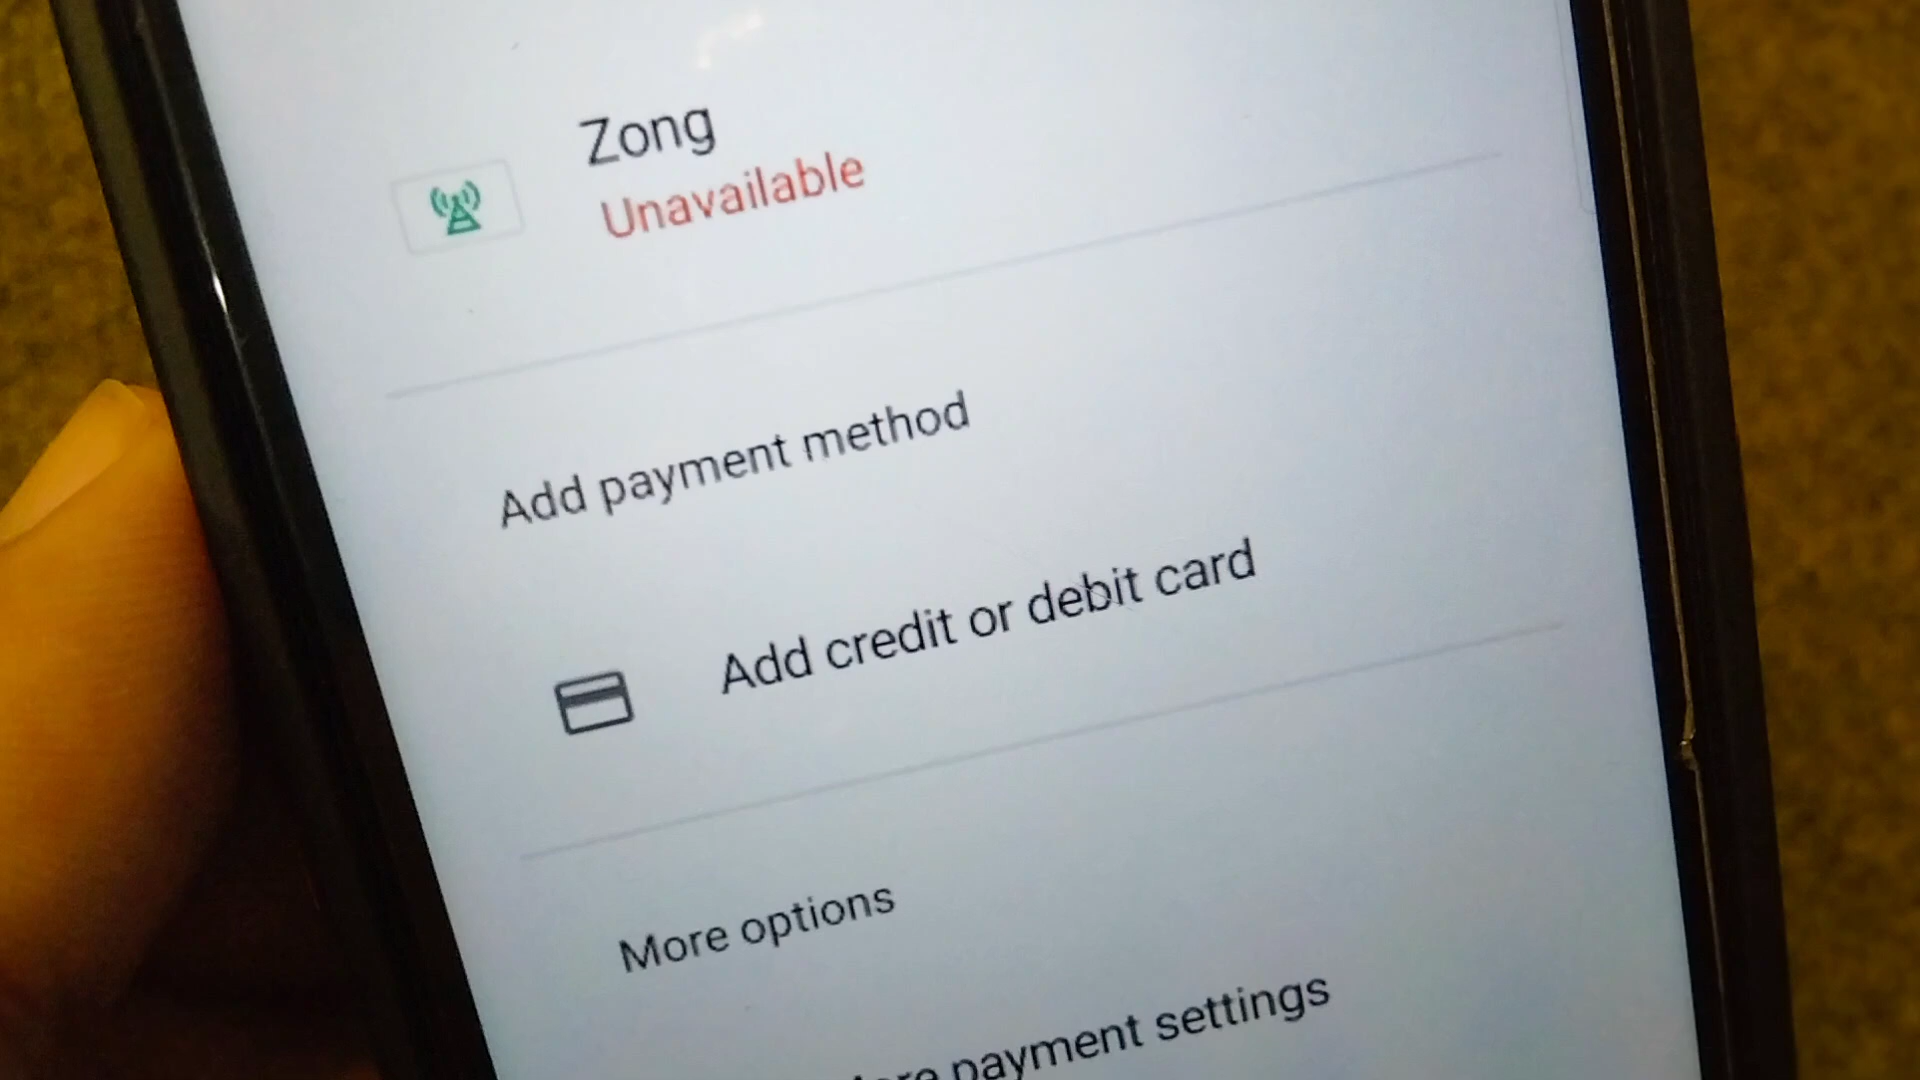 Zong
Unavailable
Add payment method
Add credit or debit card
More options
payment settings